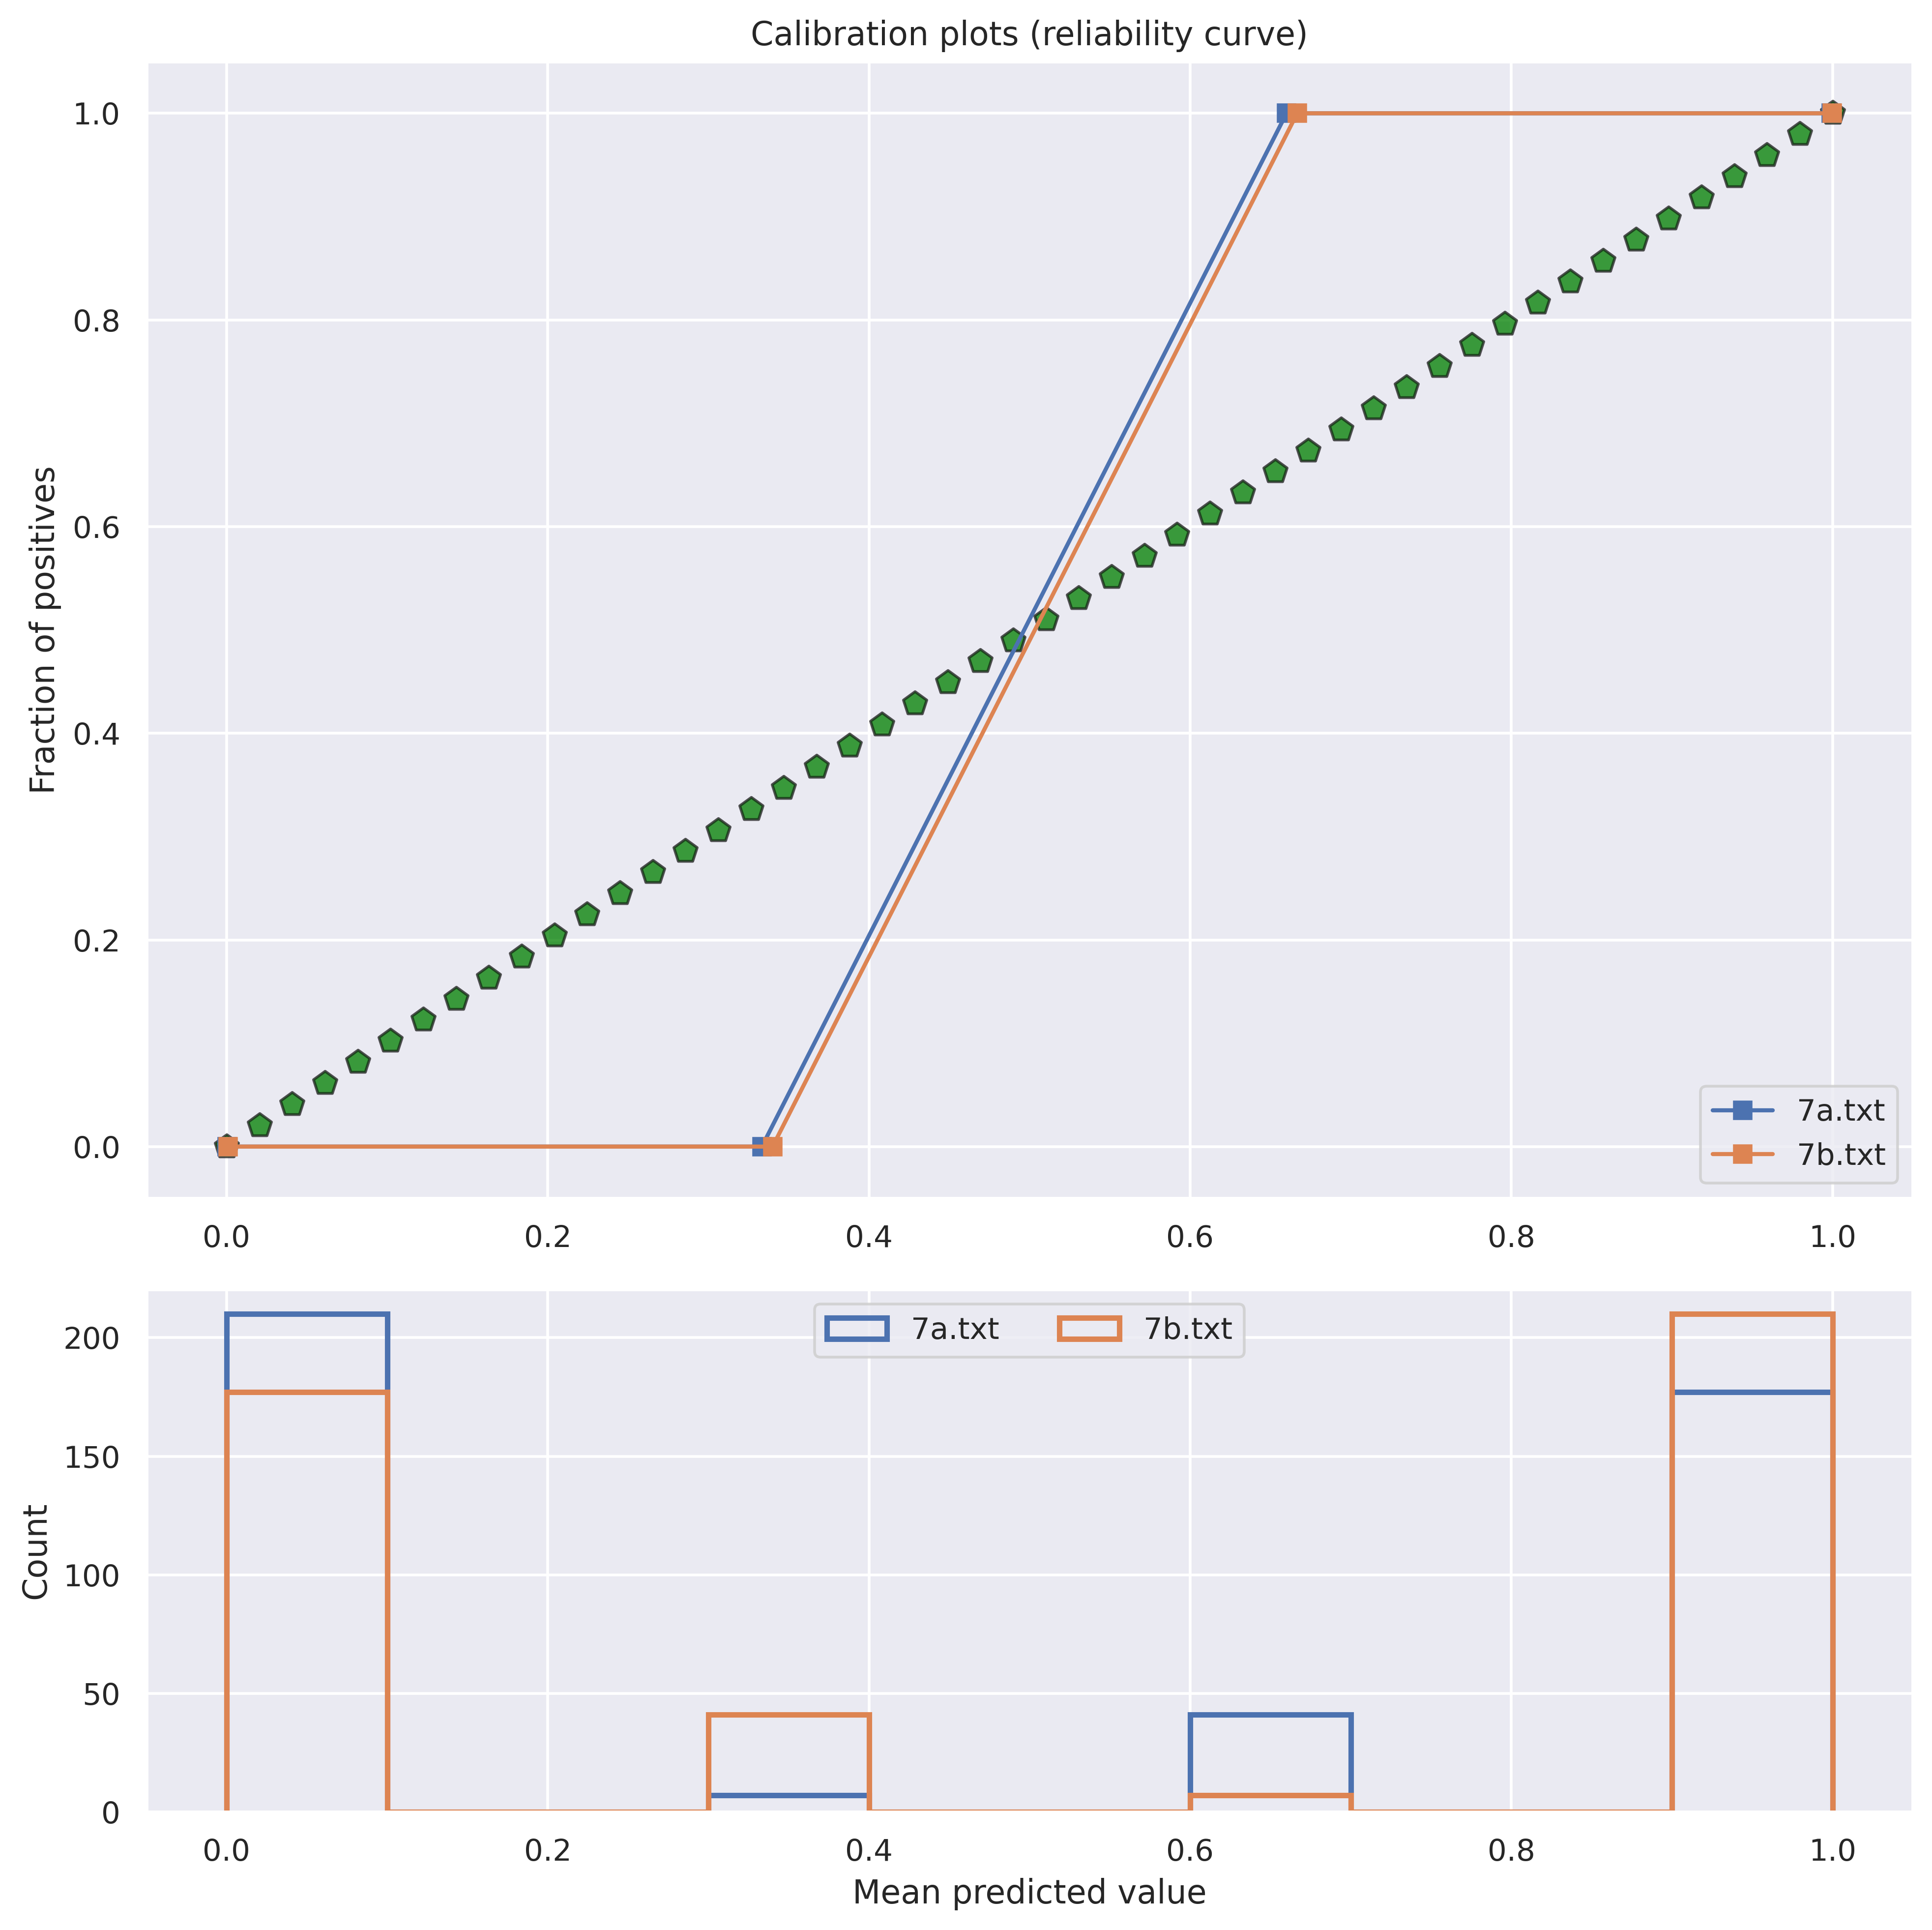 Calibration plots (reliability curve)
Fraction of positives
1.0
0.8
0.6
0.4
0.2
0.0
0.0 0.2 0.4 0.6 0.8 1.0
7a.txt
7b.txt
Count
200
150
100
50
0
7a.txt 7b.txt
0.0 0.2 0.4 0.6 0.8 1.0
Mean predicted value